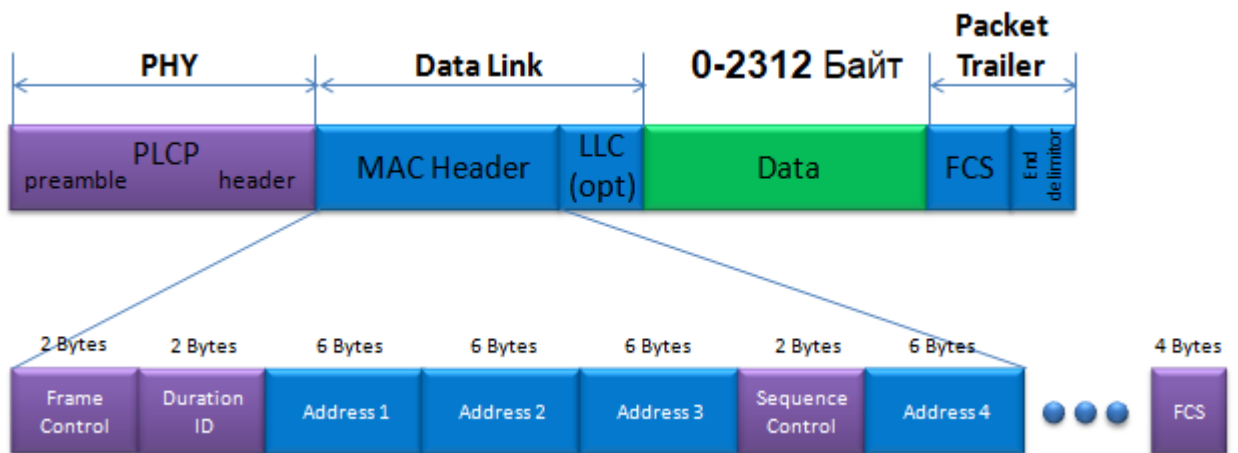 Packet
Trailer
PHY
Data Link
0-2312 Байт
PLCP
preamble header
MAC Header
LLC
(opt)
Data
FCS
End
delimitor
2 Bytes
2 Bytes
6 Bytes
6 Bytes
6 Bytes
2 Bytes
6 Bytes
4 Bytes
Frame
Control
Duration
ID
Address 1
Address 2
Address 3
Sequence
Control
Address 4
FCS